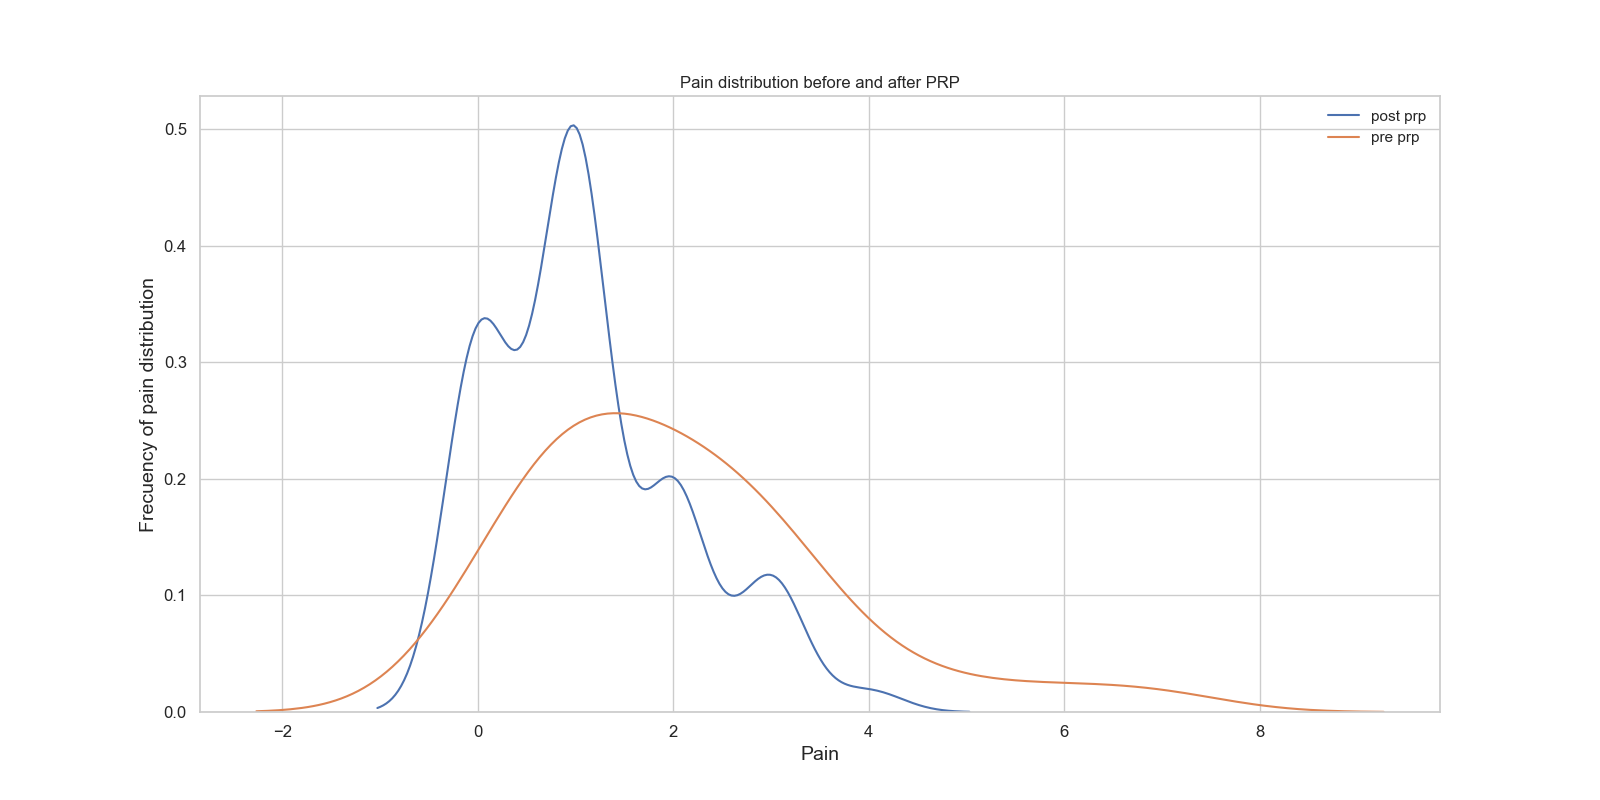 Pain distribution before and after PRP
post prp
pre prp
Frecuency of pain distribution
0.5
0.4
0.3
0.2
0.1
0.0
−2
0
2
4
6
8
Pain